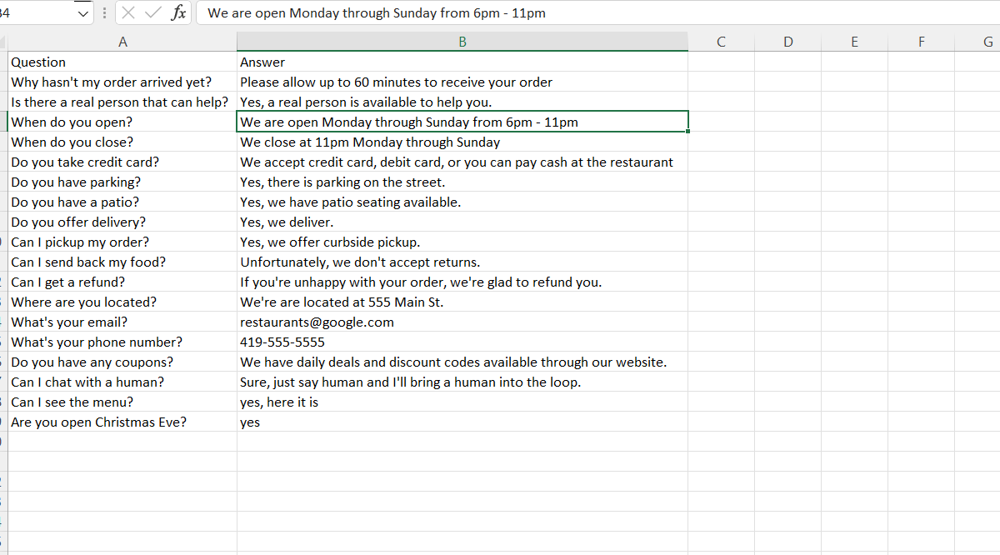 34 fx We are open Monday through Sunday from 6pm - 11pm
A B C D E F G
Question Answer
Why hasn't my order arrived yet? Please allow up to 60 minutes to receive your order
Is there a real person that can help? Yes, a real person is available to help you.
When do you open? We are open Monday through Sunday from 6pm - 11pm
When do you close? We close at 11pm Monday through Sunday
Do you take credit card? We accept credit card, debit card, or you can pay cash at the restaurant
Do you have parking? Yes, there is parking on the street.
Do you have a patio? Yes, we have patio seating available.
Do you offer delivery? Yes, we deliver.
Can I pickup my order? Yes, we offer curbside pickup.
Can I send back my food? Unfortunately, we don't accept returns.
Can I get a refund? If you're unhappy with your order, we're glad to refund you.
Where are you located? We're are located at 555 Main St.
What's your email? restaurants@google.com
What's your phone number? 419-555-5555
Do you have any coupons? We have daily deals and discount codes available through our website.
Can I chat with a human? Sure, just say human and I'll bring a human into the loop.
Can I see the menu? yes, here it is
Are you open Christmas Eve? yes